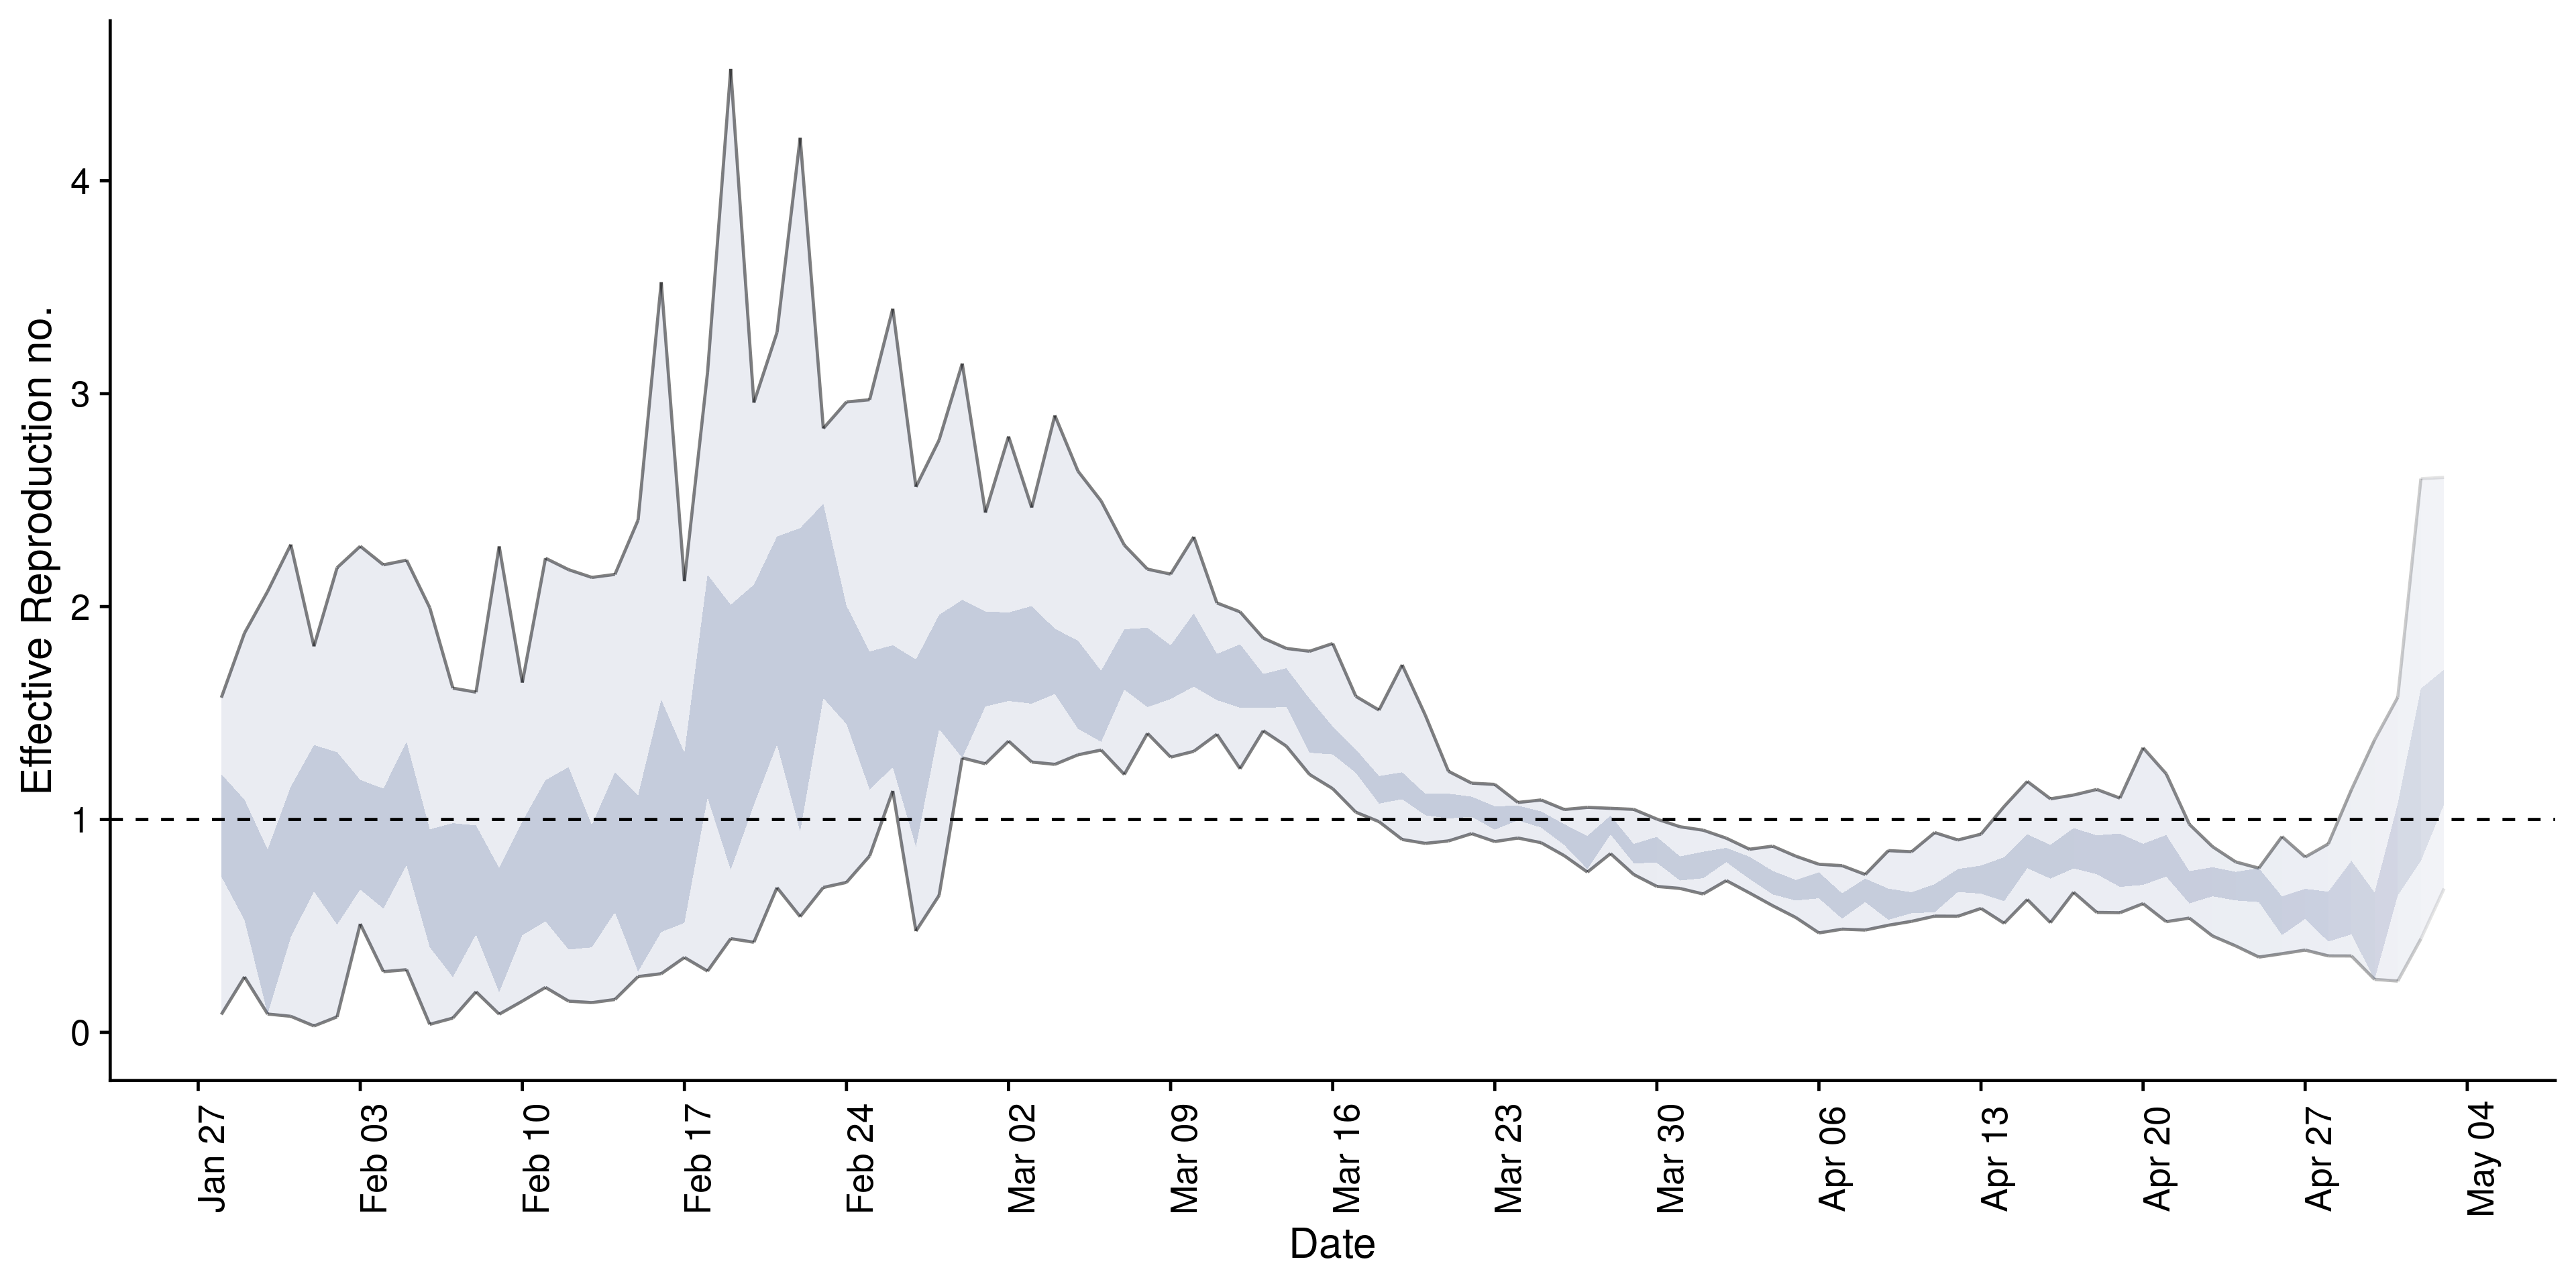 Effective Reproduction no.
4
3
2
1
0
Jan 27
Feb 03
Feb 10
Feb 17
Feb 24
Mar 02
Mar 09
Mar 16
Mar 23
Mar 30
Apr 06
Apr 13
Apr 20
Apr 27
May 04
Date